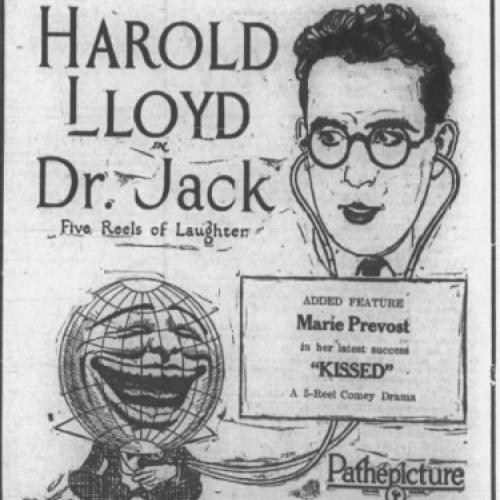 HAROLD
LLOYD
IN
Dr. Jack
Five Reels of Laughter
ADDED FEATURE
Marie Prevost
in her latest success
"KISSED"
A 5-Reel Comey Drama
Pathépicture